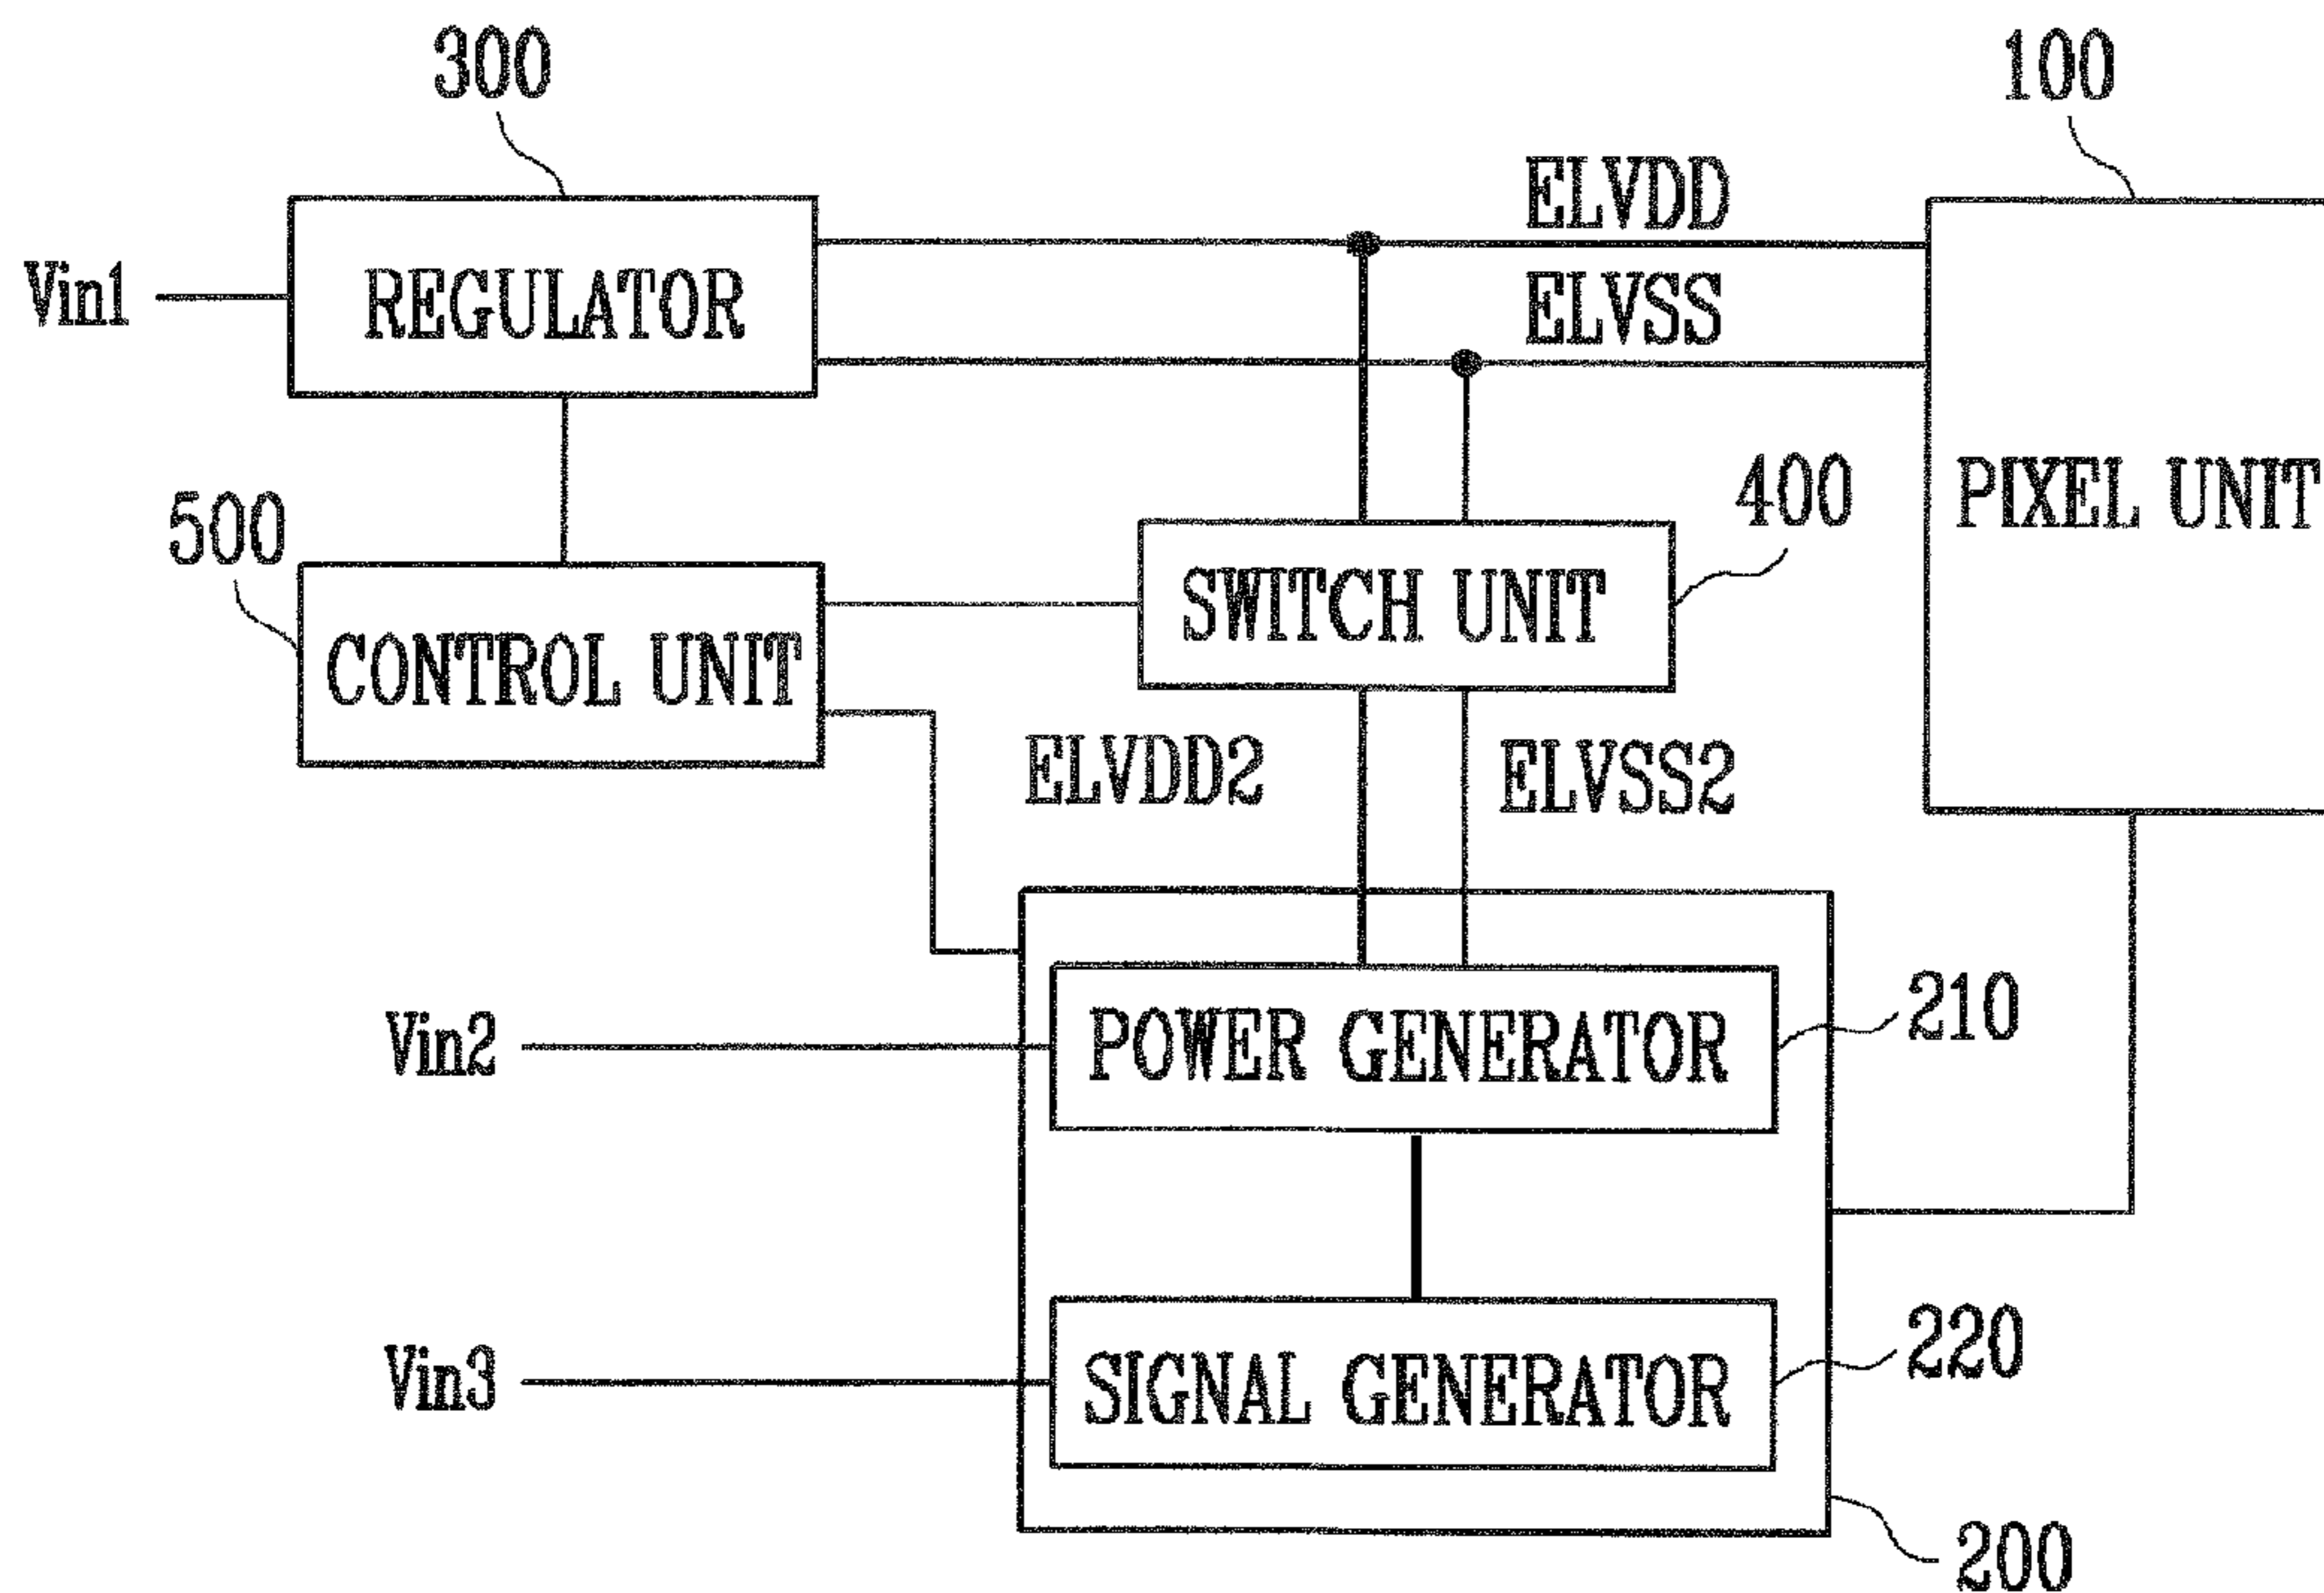 300
100
ELVDD
Vin1
REGULATOR
ELVSS
500
400
PIXEL UNIT
SWITCH UNIT
CONTROL UNIT
ELVDD2
ELVSS2
Vin2
POWER GENERATOR
210
Vin3
SIGNAL GENERATOR
220
200